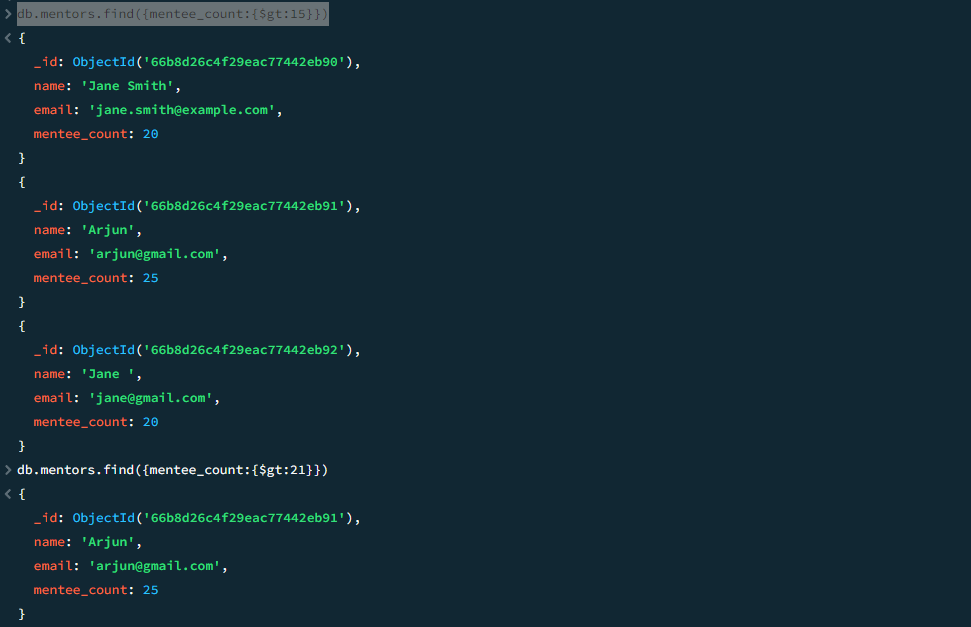 > db.mentors.find({mentee_count:{$gt:15}})
< {
_id: ObjectId('66b8d26c4f29eac77442eb90'),
name: 'Jane Smith',
email: 'jane.smith@example.com',
mentee_count: 20
}
{
_id: ObjectId('66b8d26c4f29eac77442eb91'),
name: 'Arjun',
email: 'arjun@gmail.com',
mentee_count: 25
}
{
_id: ObjectId('66b8d26c4f29eac77442eb92'),
name: 'Jane ',
email: 'jane@gmail.com',
mentee_count: 20
}
> db.mentors.find({mentee_count:{$gt:21}})
< {
_id: ObjectId('66b8d26c4f29eac77442eb91'),
name: 'Arjun',
email: 'arjun@gmail.com',
mentee_count: 25
}